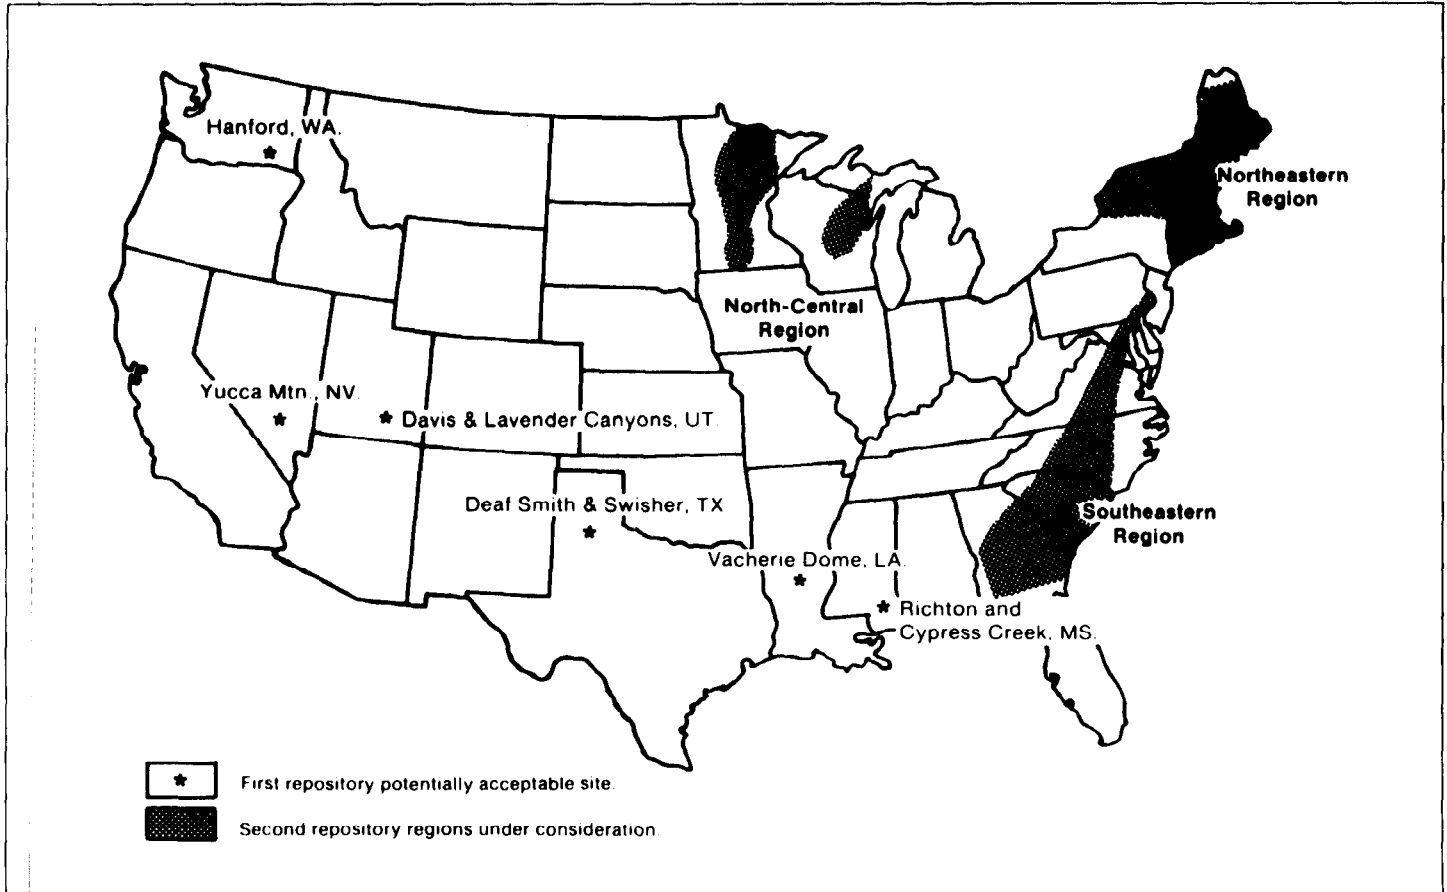 Hanford, WA.
Northeastern
Region
North-Central
Region
Yucca Mtn., NV.
Davis & Lavender Canyons, UT.
Deaf Smith & Swisher, TX
Southeastern
Region
Vacherie Dome, LA.
Richton and
Cypress Creek, MS.
First repository potentially acceptable site.
Second repository regions under consideration.